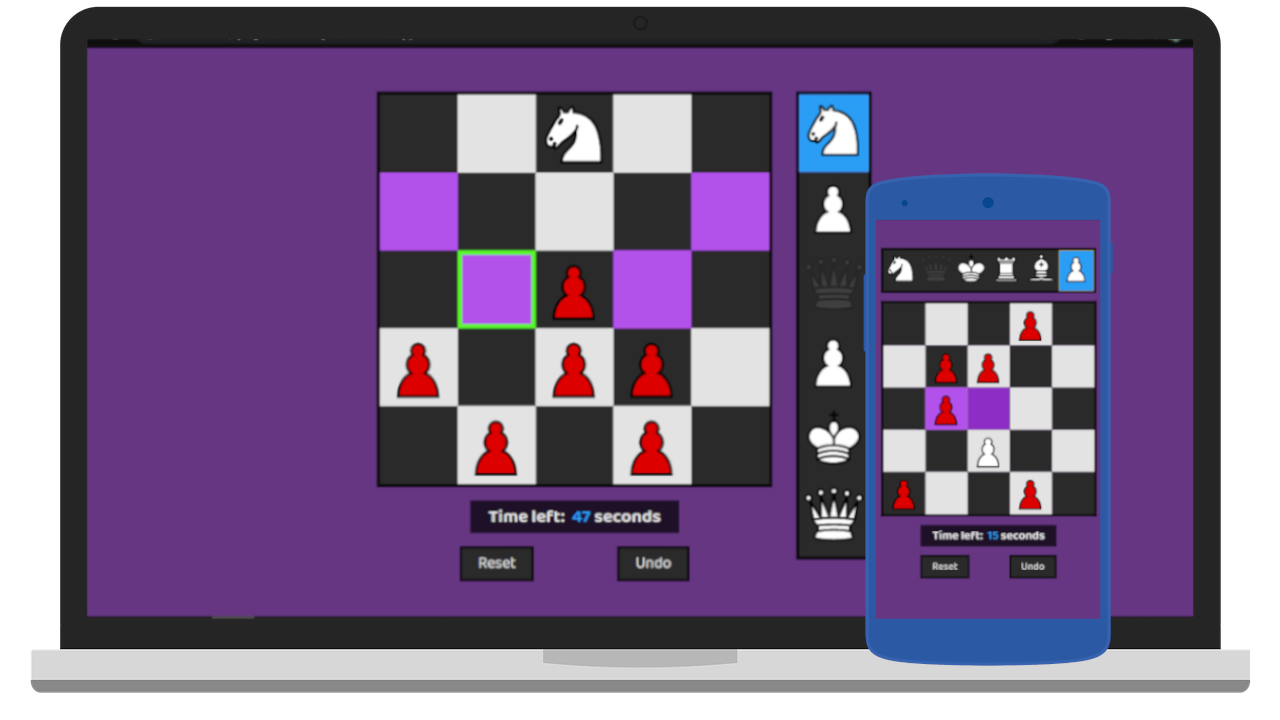 Time left: 47 seconds
Reset
Undo
Time left: 15 seconds
Reset
Undo